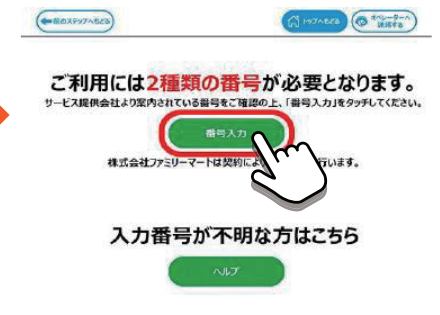 前のステップへもどる
トップへもどる
オペレーターへ
連絡する
ご利用には2種類の番号が必要となります。
サービス提供会社より案内されている番号をご確認の上、「番号入力」をタッチしてください。
番号入力
株式会社ファミリーマートは契約によ 行います。
入力番号が不明な方はこちら
ヘルプ